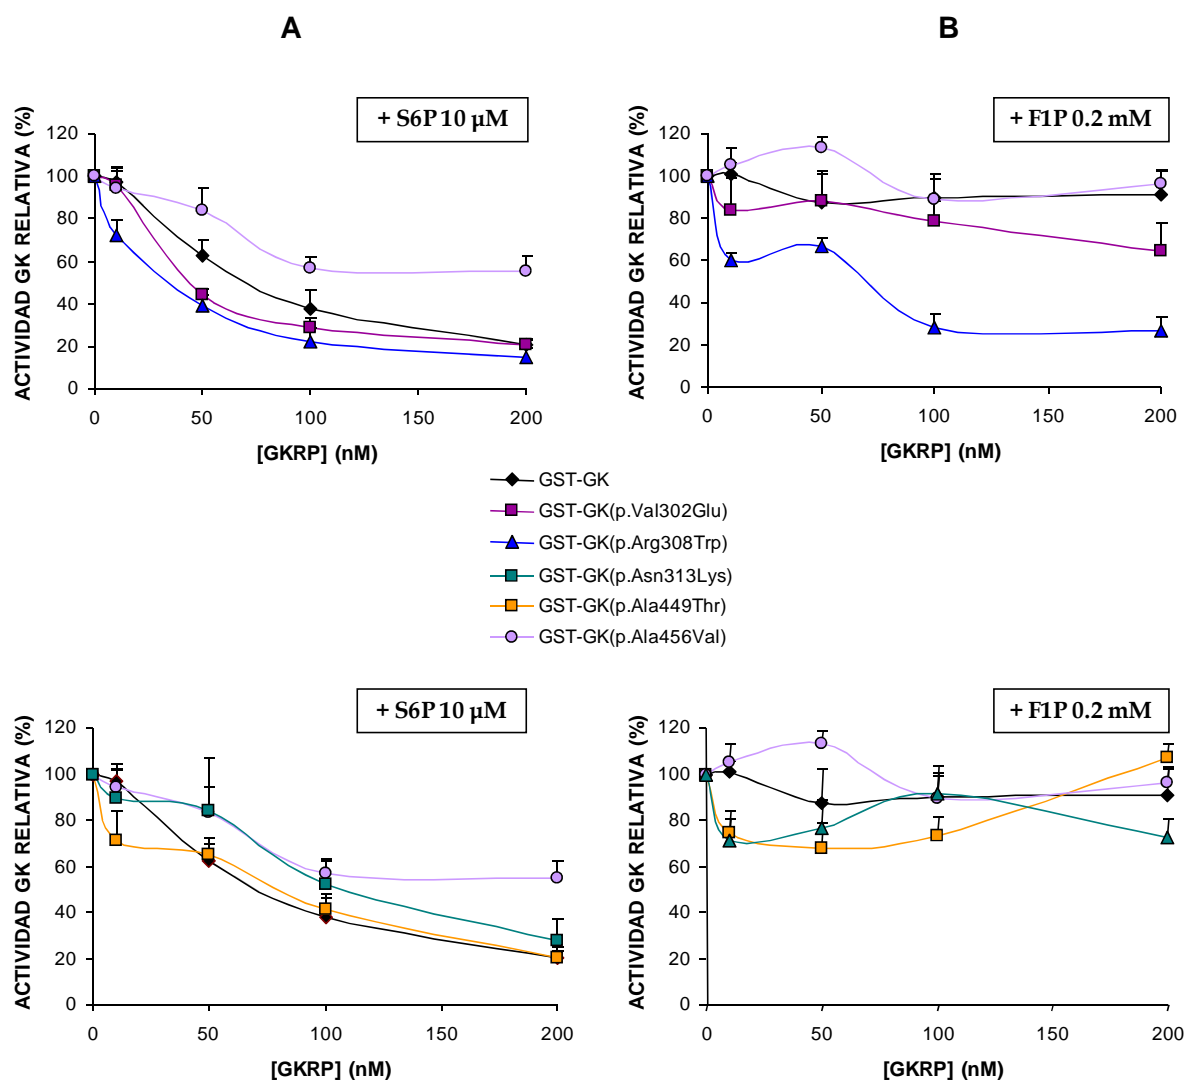 A
B
+ S6P 10 µM
ACTIVIDAD GK RELATIVA (%)
120
100
80
60
40
20
0
0 50 100 150 200
[GKRP] (nM)
+ F1P 0.2 mM
ACTIVIDAD GK RELATIVA (%)
120
100
80
60
40
20
0
0 50 100 150 200
[GKRP] (nM)
GST-GK
GST-GK(p.Val302Glu)
GST-GK(p.Arg308Trp)
GST-GK(p.Asn313Lys)
GST-GK(p.Ala449Thr)
GST-GK(p.Ala456Val)
+ S6P 10 µM
ACTIVIDAD GK RELATIVA (%)
120
100
80
60
40
20
0
0 50 100 150 200
[GKRP] (nM)
+ F1P 0.2 mM
ACTIVIDAD GK RELATIVA (%)
120
100
80
60
40
20
0
0 50 100 150 200
[GKRP] (nM)